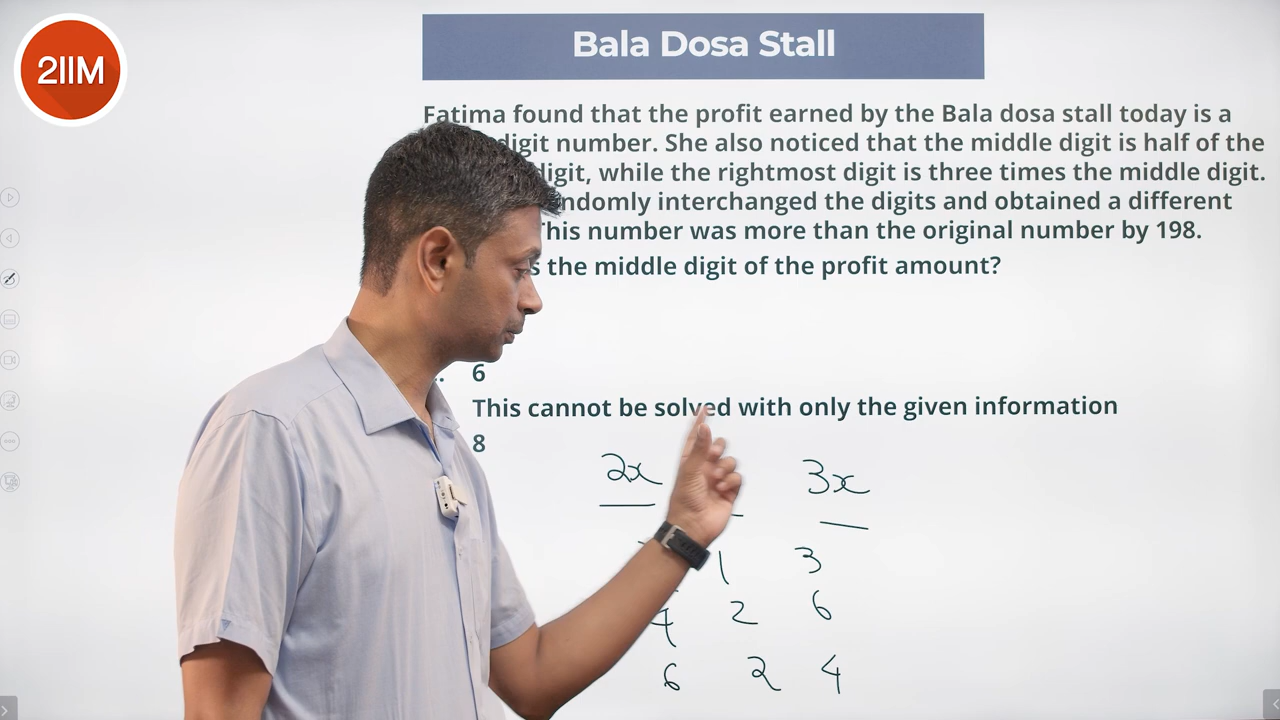 2IIM
Bala Dosa Stall
Fatima found that the profit earned by the Bala dosa stall today is a
digit number. She also noticed that the middle digit is half of the
digit, while the rightmost digit is three times the middle digit.
ndomly interchanged the digits and obtained a different
This number was more than the original number by 198.
s the middle digit of the profit amount?
6
This cannot be solved with only the given information
8
2x 3x
1 3
4 2 6
6 2 4